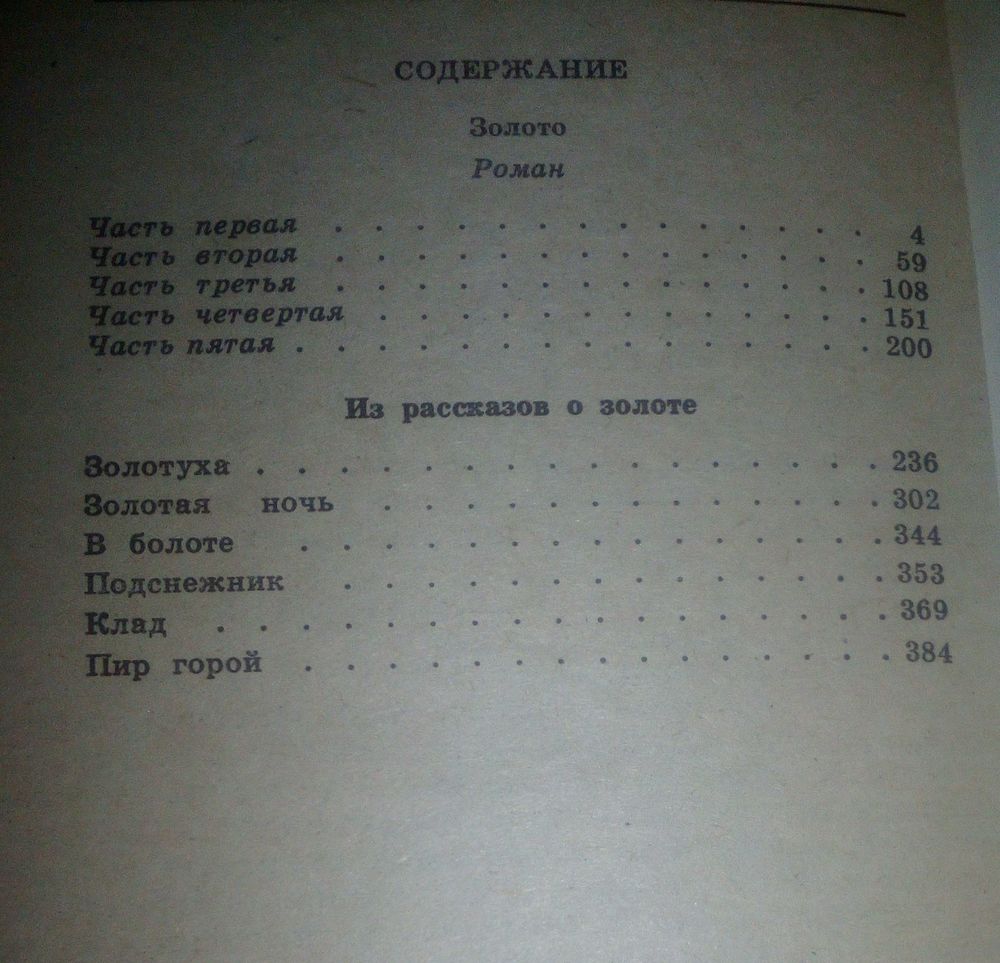 СОДЕРЖАНИЕ
Золото
Роман
Часть первая . . . . . . . . . . . . . 4
Часть вторая . . . . . . . . . . . . . 59
Часть третья . . . . . . . . . . . . . 108
Часть четвертая . . . . . . . . . . . . 151
Часть пятая . . . . . . . . . . . . . . 200
Из рассказов о золоте
Золотуха . . . . . . . . . . . . . . . 236
Золотая ночь . . . . . . . . . . . . 302
В болоте . . . . . . . . . . . . . . 344
Подснежник . . . . . . . . . . . . . 353
Клад . . . . . . . . . . . . . . . . 369
Пир горой . . . . . . . . . . . . . . 384